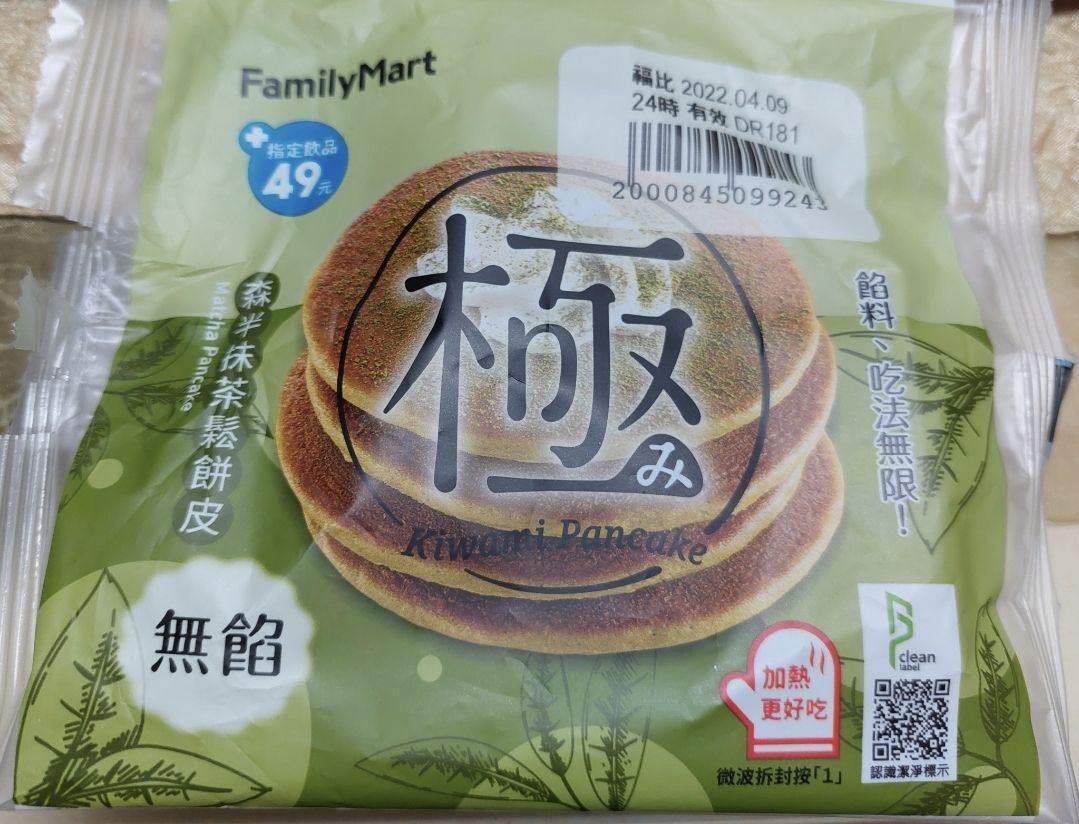 FamilyMart
指定飲品
49元
福比 2022.04.09
24時 有效 DR181
2000845099243
極み
Kiwami Pancake
森半抹茶鬆餅皮
Matcha Pancake
餡料、吃法無限！
無餡
加熱
更好吃
微波拆封按「1」
clean
label
認識潔淨標示